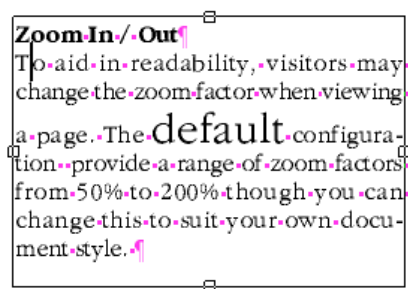 Zoom In / Out¶
To aid in readability, visitors may
change the zoom factor when viewing
a page. The default configura-
tion  provide a range of zoom factors
from 50% to 200% though you can
change this to suit your own docu-
ment style. ¶